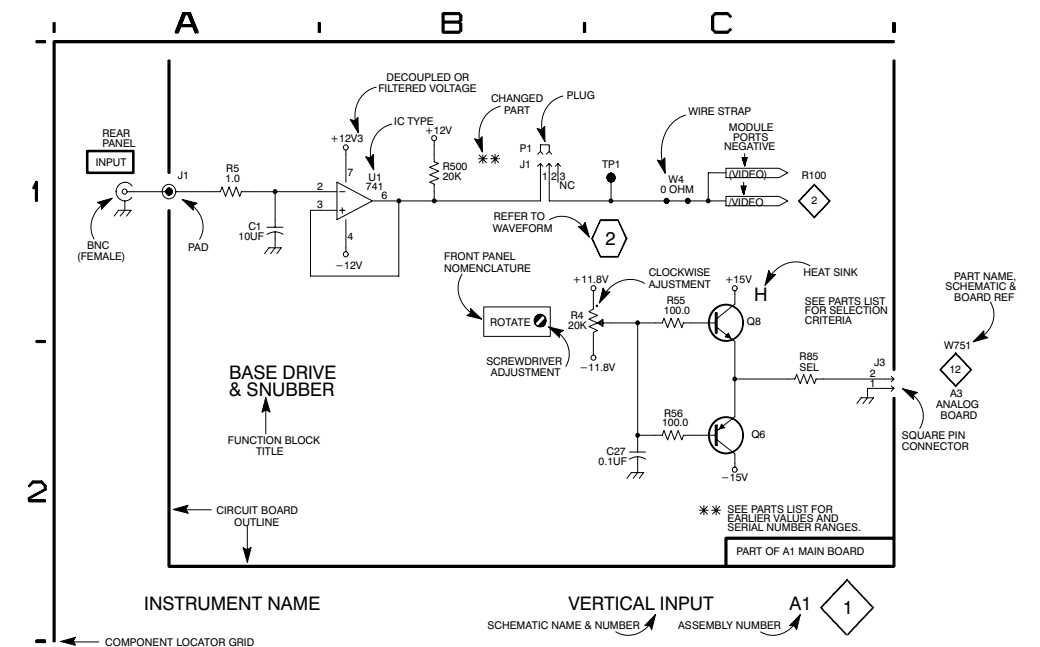 A B C
DECOUPLED OR
FILTERED VOLTAGE
CHANGED
PART
PLUG
IC TYPE
WIRE STRAP
REAR
PANEL
INPUT
+12V3
+12V
**
P1
MODULE
PORTS
NEGATIVE
1
J1
R5
1.0
7
U1
741
R500
20K
J1
1 2 3
NC
TP1
W4
0 OHM
(VIDEO)
/VIDEO
R100
2
2
−
3
+
6
4
−12V
C1
10UF
BNC
(FEMALE)
PAD
REFER TO
WAVEFORM
2
FRONT PANEL
NOMENCLATURE
CLOCKWISE
AJUSTMENT
HEAT SINK
+11.8V
+15V
H
PART NAME,
SCHEMATIC &
BOARD REF
ROTATE
R4
20K
R55
100.0
Q8
SEE PARTS LIST
FOR SELECTION
CRITERIA
−11.8V
SCREWDRIVER
ADJUSTMENT
R85
SEL
J3
2
1
W751
12
A3
ANALOG
BOARD
BASE DRIVE
& SNUBBER
FUNCTION BLOCK
TITLE
R56
100.0
Q6
SQUARE PIN
CONNECTOR
C27
0.1UF
−15V
2
CIRCUIT BOARD
OUTLINE
** SEE PARTS LIST FOR
EARLIER VALUES AND
SERIAL NUMBER RANGES.
PART OF A1 MAIN BOARD
INSTRUMENT NAME
VERTICAL INPUT
A1
1
SCHEMATIC NAME & NUMBER
ASSEMBLY NUMBER
COMPONENT LOCATOR GRID